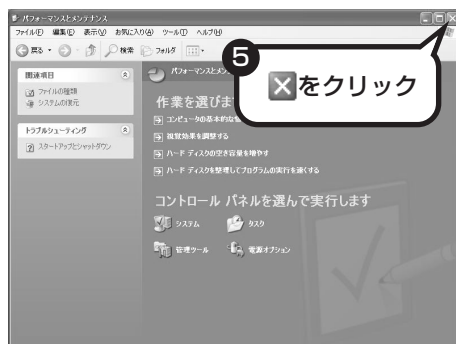 パフォーマンスとメンテナンス
ファイル(F) 編集(E) 表示(V) お気に入り(A) ツール(T) ヘルプ(H)
戻る 検索 フォルダ
5
×をクリック
関連項目
ファイルの種類
システムの復元
トラブルシューティング
スタートアップとシャットダウン
パフォーマンスとメ
作業を選びま
コンピュータの基本的な
視覚効果を調整する
ハード ディスクの空き容量を増やす
ハード ディスクを整理してプログラムの実行を速くする
コントロール パネルを選んで実行します
システム タスク
管理ツール 電源オプション